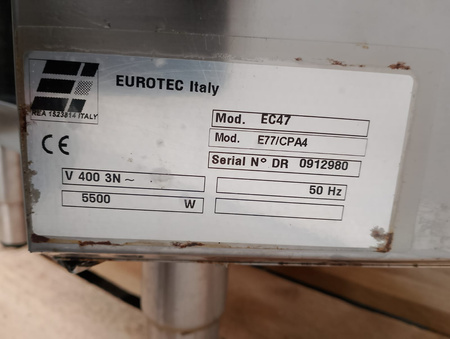 EUROTEC Italy
REA 1523814 ITALY
CE
Mod. EC47
Mod. E77/CPA4
Serial N° DR 0912980
V 400 3N ~
50 Hz
5500 W